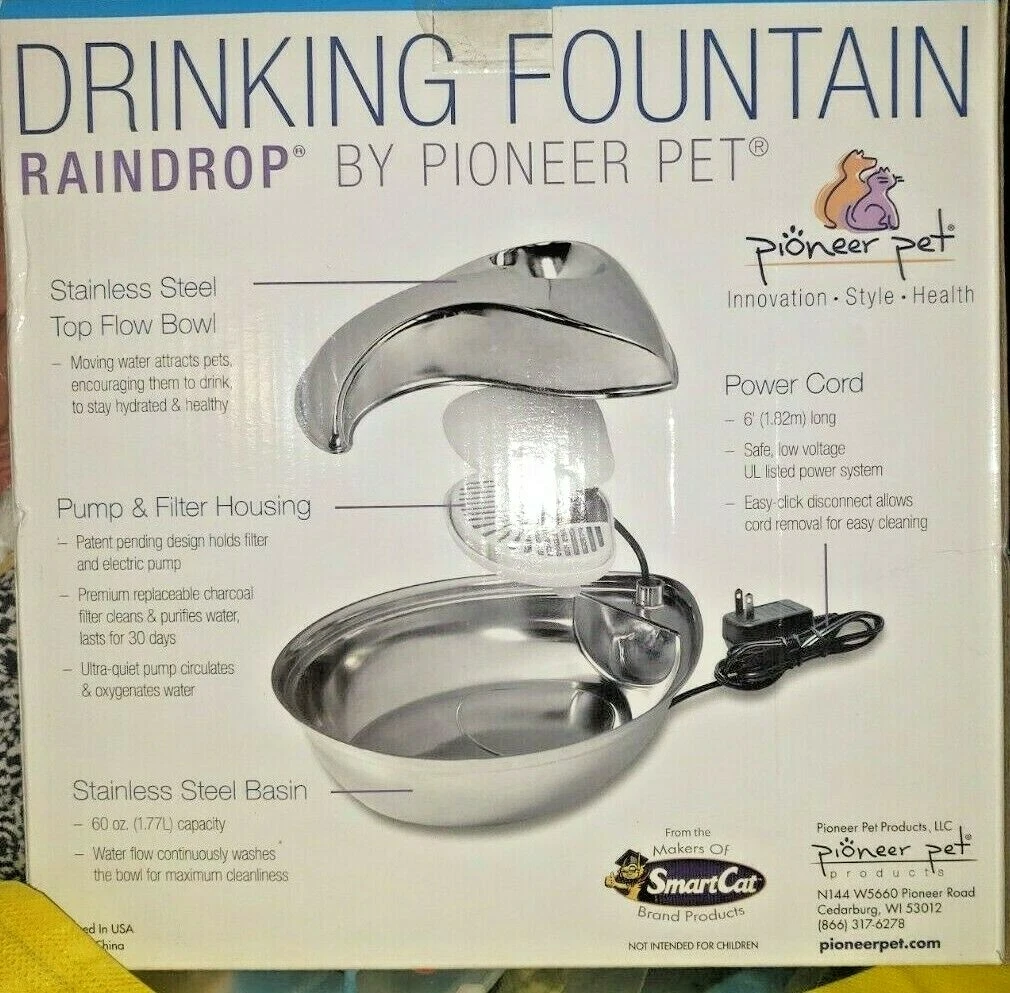 DRINKING FOUNTAIN
RAINDROP® BY PIONEER PET®
pioneer pet®
Innovation • Style • Health
Stainless Steel
Top Flow Bowl
– Moving water attracts pets,
encouraging them to drink,
to stay hydrated & healthy
Power Cord
– 6' (1.82m) long
– Safe, low voltage
UL listed power system
– Easy-click disconnect allows
cord removal for easy cleaning
Pump & Filter Housing
– Patent pending design holds filter
and electric pump
– Premium replaceable charcoal
filter cleans & purifies water,
lasts for 30 days
– Ultra-quiet pump circulates
& oxygenates water
Stainless Steel Basin
– 60 oz. (1.77L) capacity
– Water flow continuously washes
the bowl for maximum cleanliness
ed In USA
China
From the
Makers Of
SmartCat
Brand Products
NOT INTENDED FOR CHILDREN
Pioneer Pet Products, LLC
pioneer pet®
products
N144 W5660 Pioneer Road
Cedarburg, WI 53012
(866) 317-6278
pioneerpet.com